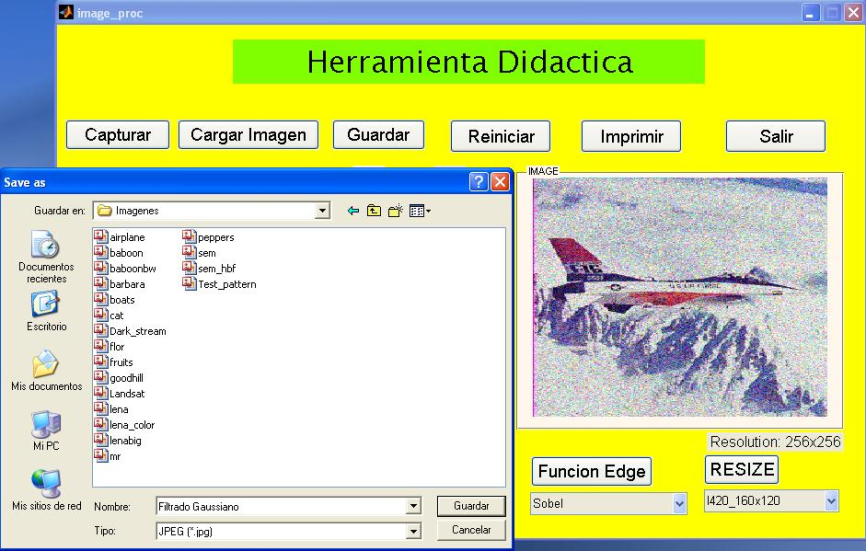 image_proc
Herramienta Didactica
Capturar
Cargar Imagen
Guardar
Reiniciar
Imprimir
Salir
Save as
IMAGE
Guardar en:
Imagenes
Documentos
recientes
Escritorio
Mis documentos
Mi PC
Mis sitios de red
airplane
baboon
baboonbw
barbara
boats
cat
Dark_stream
flor
fruits
goodhill
Landsat
lena
lena_color
lenabig
mr
peppers
sem
sem_hbf
Test_pattern
Nombre:
Filtrado Gaussiano
Guardar
Tipo:
JPEG (*.jpg)
Cancelar
F16
Resolution: 256x256
Funcion Edge
RESIZE
Sobel
I420_160x120